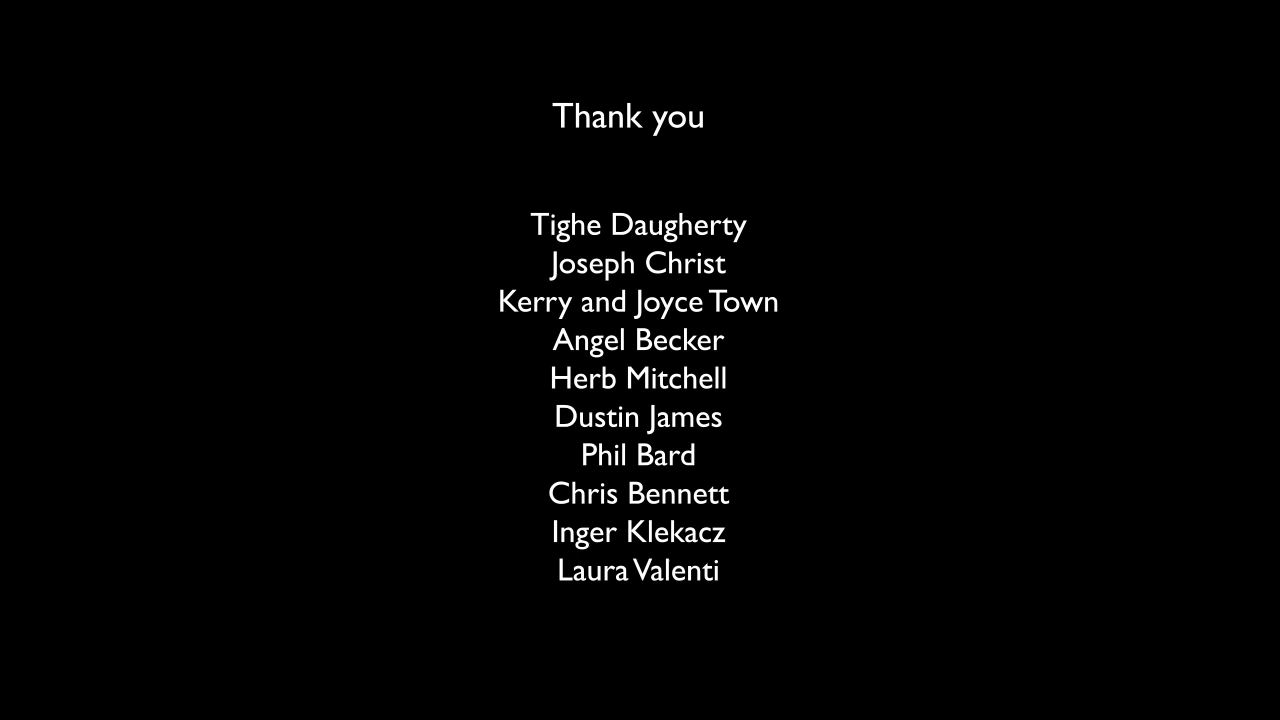 Thank you
Tighe Daugherty
Joseph Christ
Kerry and Joyce Town
Angel Becker
Herb Mitchell
Dustin James
Phil Bard
Chris Bennett
Inger Klekacz
Laura Valenti